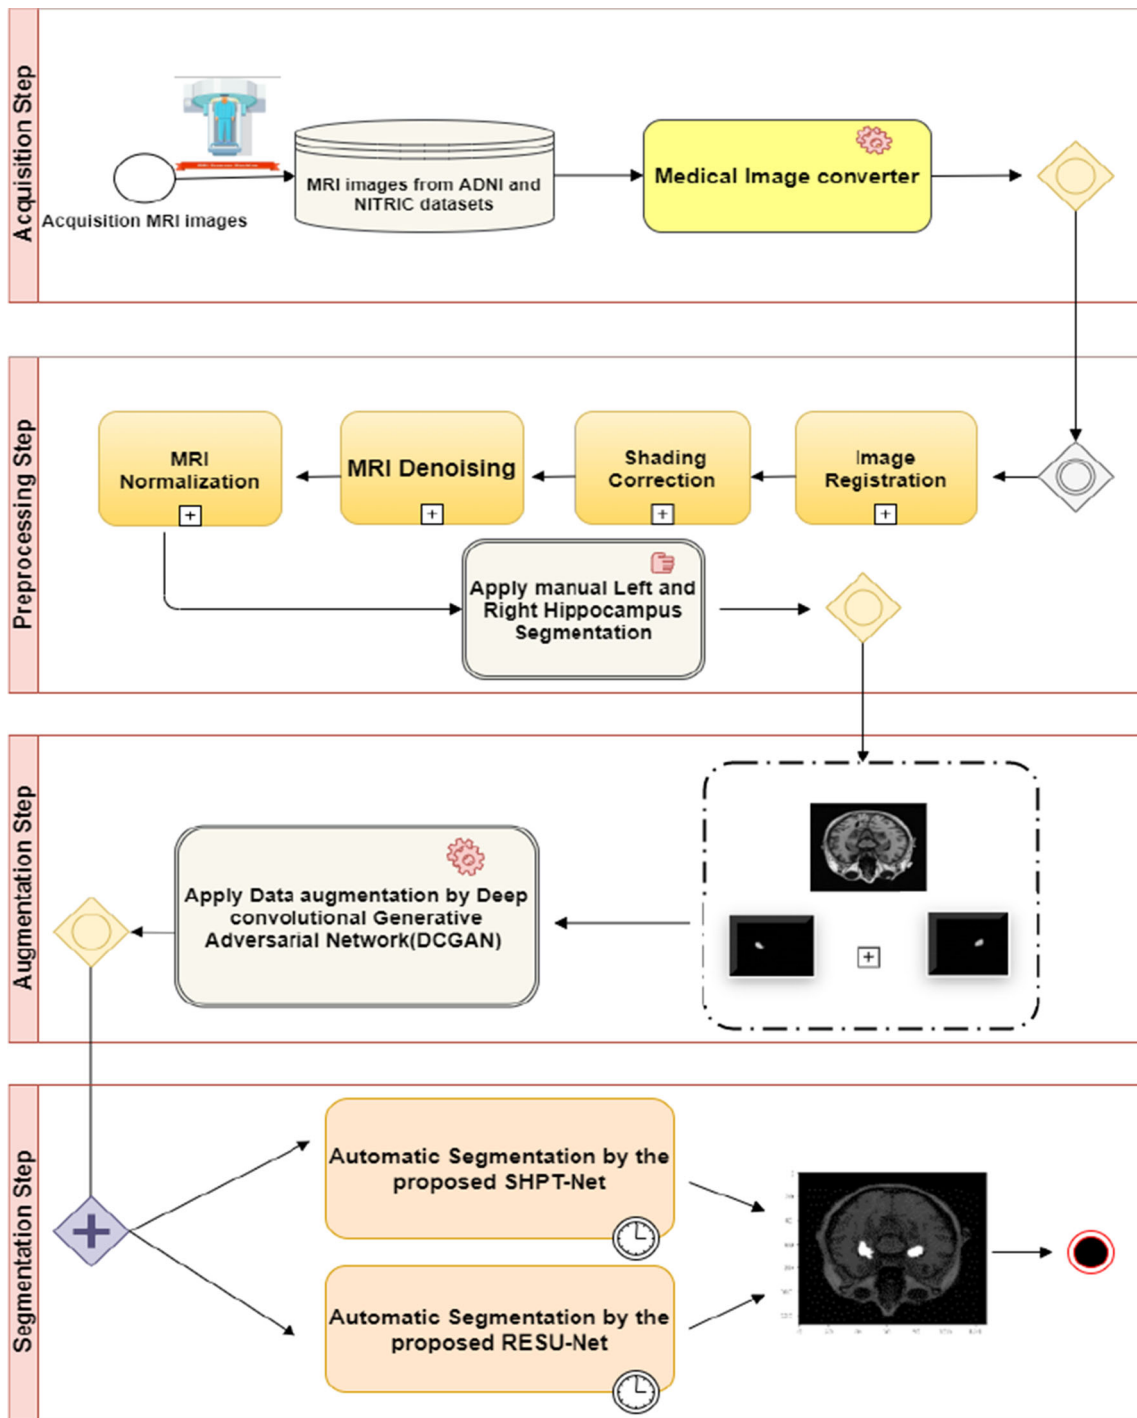 Acquisition Step
Acquisition MRI images
MRI images from ADNI and
NITRIC datasets
Medical Image converter
Preprocessing Step
MRI
Normalization
MRI Denoising
Shading
Correction
Image
Registration
Apply manual Left and
Right Hippocampus
Segmentation
Augmentation Step
Apply Data augmentation by Deep
convolutional Generative
Adversarial Network(DCGAN)
Segmentation Step
Automatic Segmentation by the
proposed SHPT-Net
Automatic Segmentation by the
proposed RESU-Net